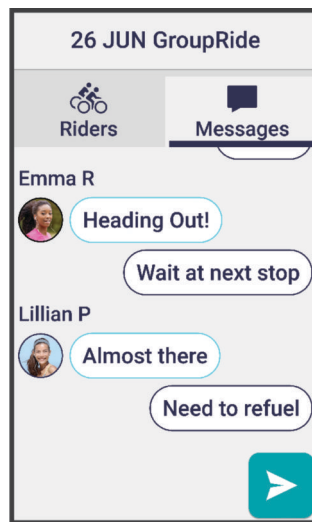 26 JUN GroupRide
Riders
Messages
Emma R
Heading Out!
Wait at next stop
Lillian P
Almost there
Need to refuel